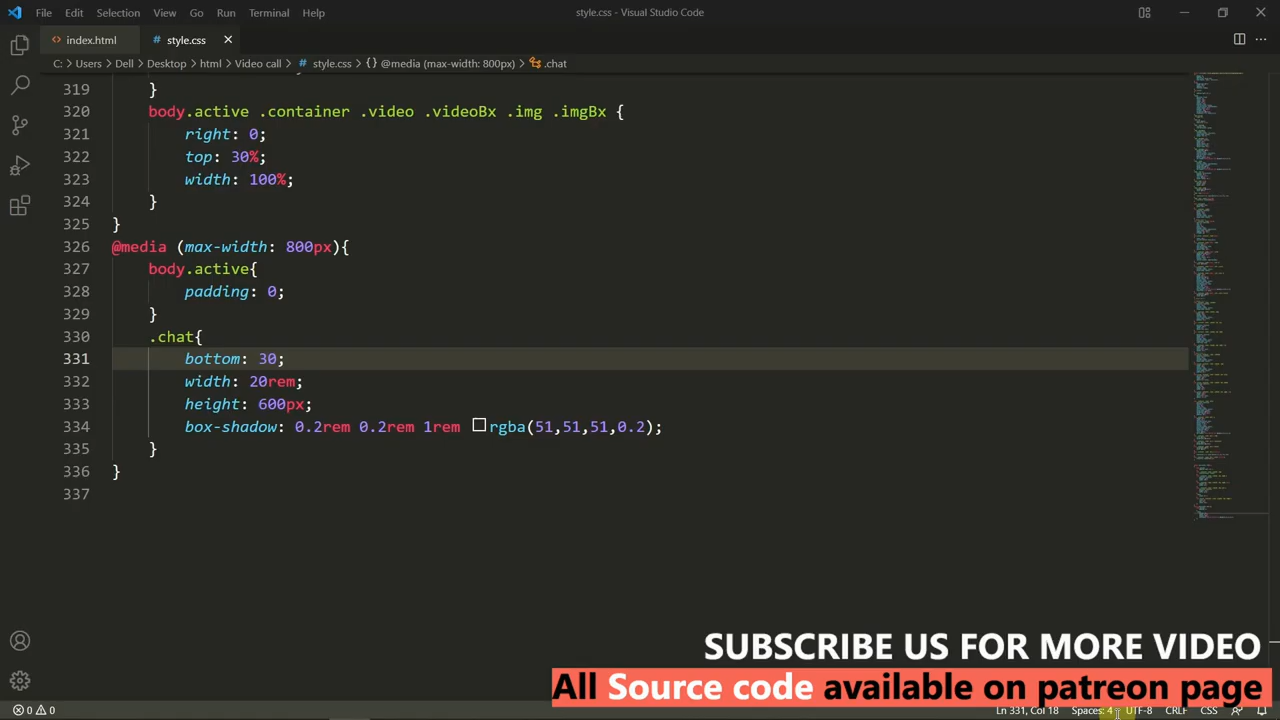 File Edit Selection View Go Run Terminal Help style.css - Visual Studio Code
index.html style.css
C: > Users > Dell > Desktop > html > Video call > style.css > @media (max-width: 800px) > .chat
319 }
320 body.active .container .video .videoBx .img .imgBx {
321 right: 0;
322 top: 30%;
323 width: 100%;
324 }
325 }
326 @media (max-width: 800px){
327 body.active{
328 padding: 0;
329 }
330 .chat{
331 bottom: 30;
332 width: 20rem;
333 height: 600px;
334 box-shadow: 0.2rem 0.2rem 1rem rgba(51,51,51,0.2);
335 }
336 }
337
SUBSCRIBE US FOR MORE VIDEO
All Source code available on patreon page
0 0 Ln 331, Col 18 Spaces: 4 UTF-8 CRLF CSS